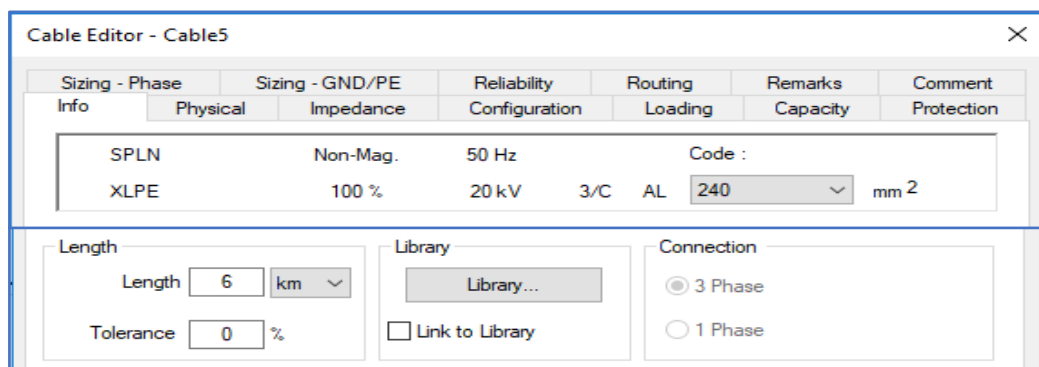 Cable Editor - Cable5
Sizing - Phase Sizing - GND/PE Reliability Routing Remarks Comment
Info Physical Impedance Configuration Loading Capacity Protection
SPLN Non-Mag. 50 Hz Code :
XLPE 100 % 20 kV 3/C AL 240 mm 2
Length Library Connection
Length 6 km Library... 3 Phase
Tolerance 0 % Link to Library 1 Phase